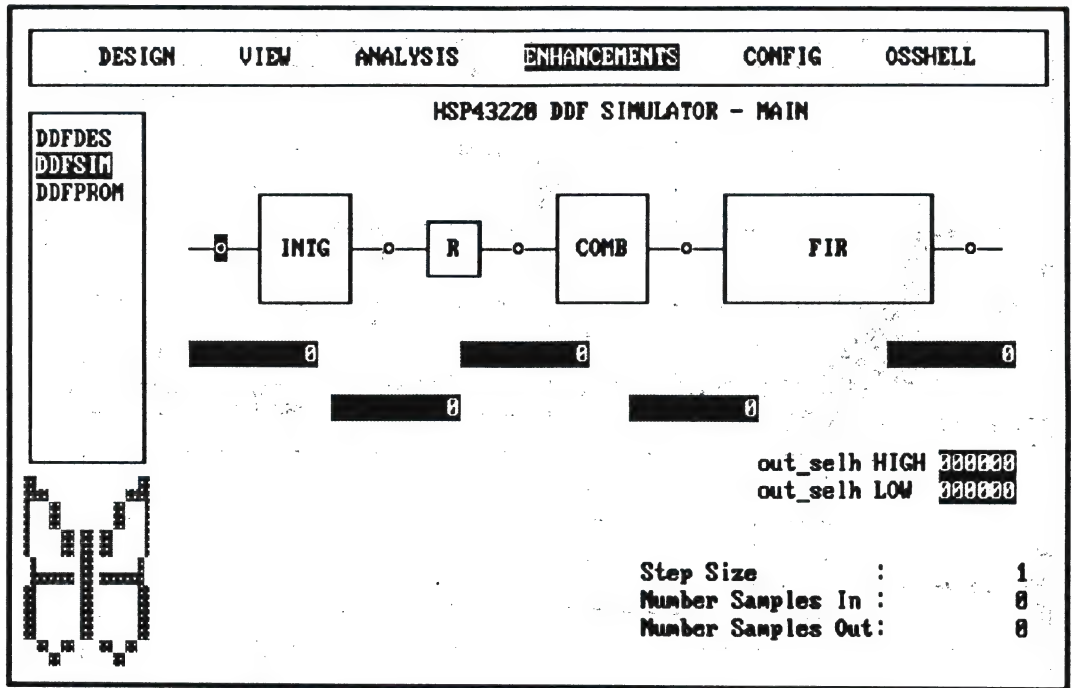 DESIGN VIEW ANALYSIS ENHANCEMENTS CONFIG OSSHELL
HSP43220 DDF SIMULATOR - MAIN
DDFDES
DDFSIM
DDFPROM
INTG R COMB FIR
0 0 0
0 0
out_selh HIGH 000000
out_selh LOW 000000
Step Size : 1
Number Samples In : 0
Number Samples Out: 0